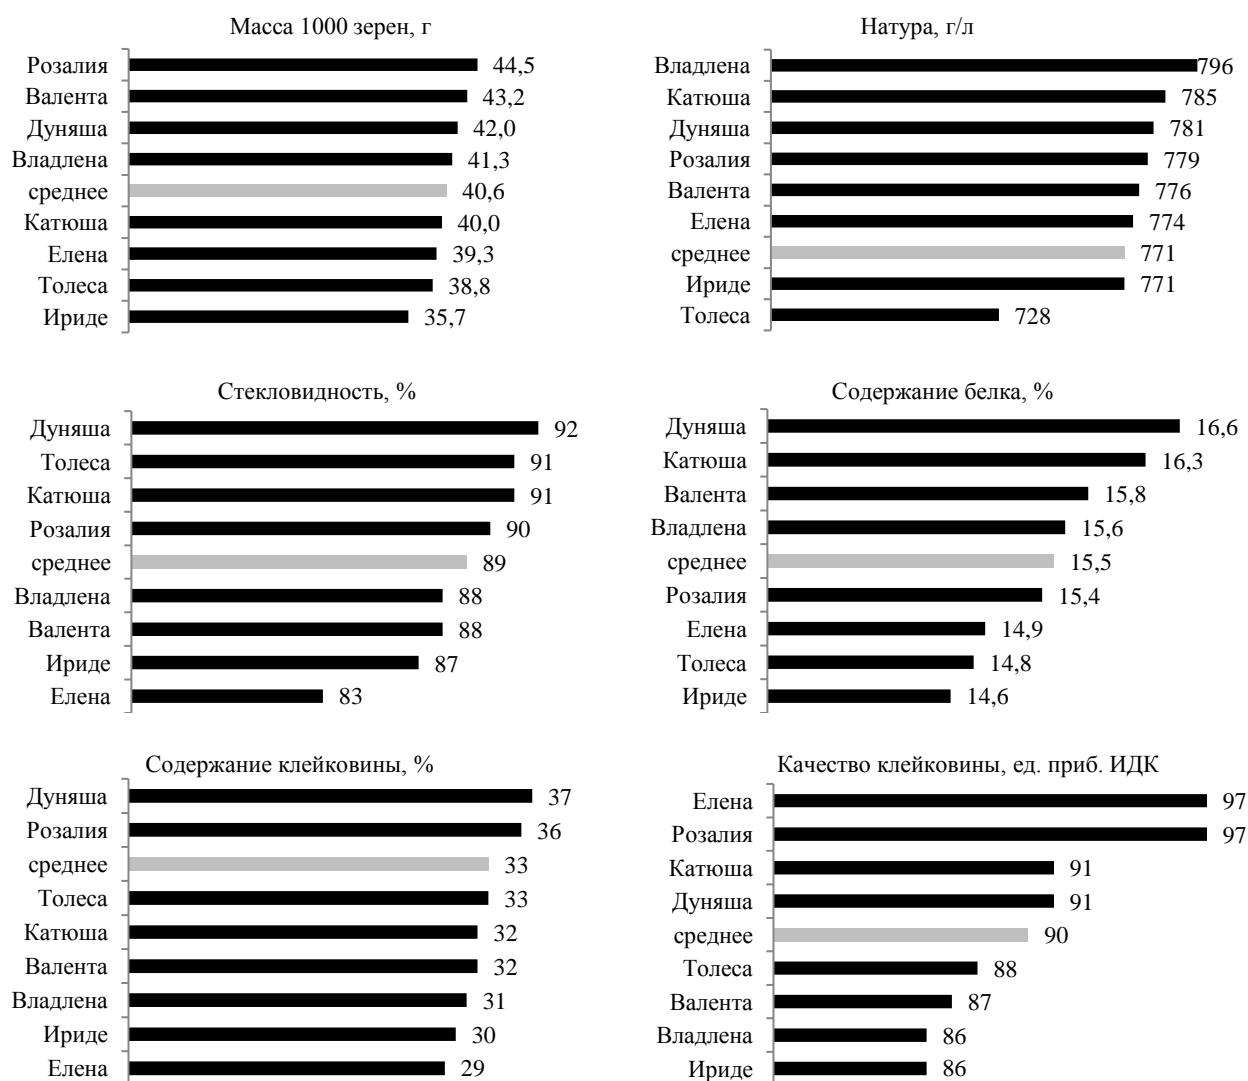 Масса 1000 зерен, г
Розалия 44,5
Валента 43,2
Дуняша 42,0
Владлена 41,3
среднее 40,6
Катюша 40,0
Елена 39,3
Толеса 38,8
Ириде 35,7
Натура, г/л
Владлена 796
Катюша 785
Дуняша 781
Розалия 779
Валента 776
Елена 774
среднее 771
Ириде 771
Толеса 728
Стекловидность, %
Дуняша 92
Толеса 91
Катюша 91
Розалия 90
среднее 89
Владлена 88
Валента 88
Ириде 87
Елена 83
Содержание белка, %
Дуняша 16,6
Катюша 16,3
Валента 15,8
Владлена 15,6
среднее 15,5
Розалия 15,4
Елена 14,9
Толеса 14,8
Ириде 14,6
Содержание клейковины, %
Дуняша 37
Розалия 36
среднее 33
Толеса 33
Катюша 32
Валента 32
Владлена 31
Ириде 30
Елена 29
Качество клейковины, ед. приб. ИДК
Елена 97
Розалия 97
Катюша 91
Дуняша 91
среднее 90
Толеса 88
Валента 87
Владлена 86
Ириде 86